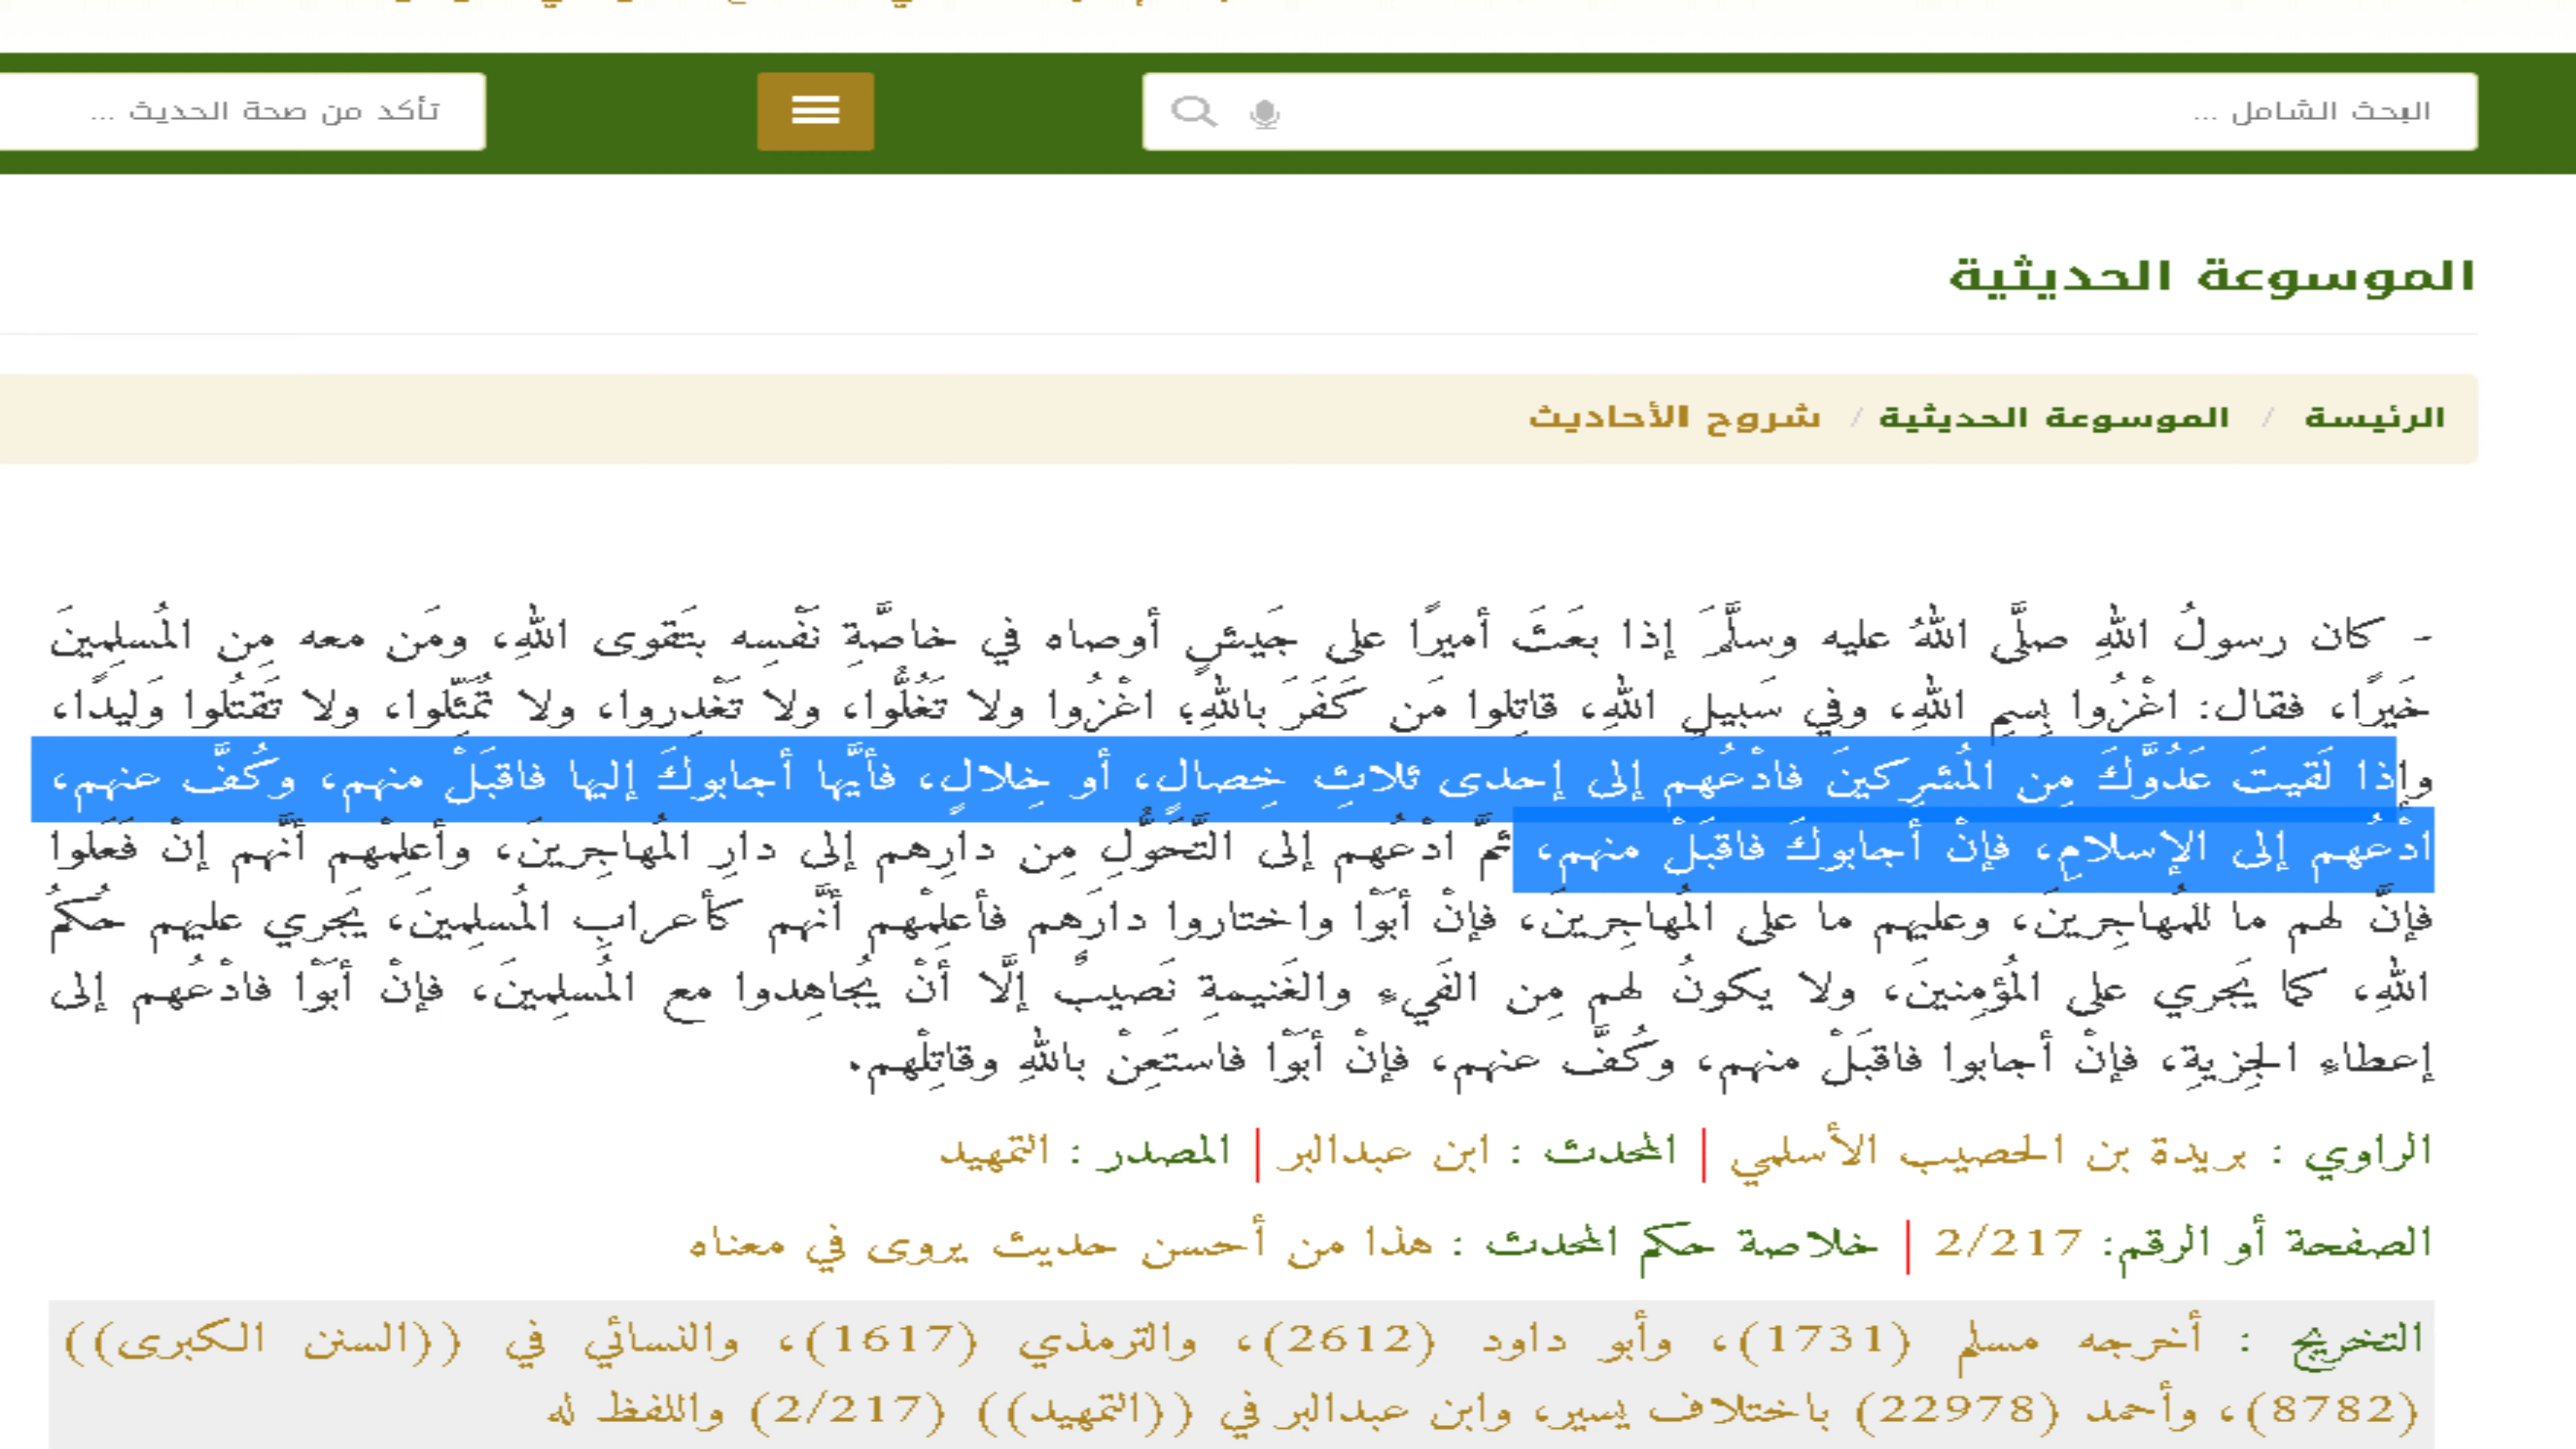 البحث الشامل ...
تأكد من صحة الحديث ...
الموسوعة الحديثية
الرئيسة / الموسوعة الحديثية / شروح الأحاديث
- كان رسولُ اللهِ صلَّى اللهُ عليه وسلَّمَ إذا بعَثَ أميرًا على جَيشٍ أوصاه في خاصَّةِ نَفْسِه بتَقوى اللهِ، ومَن معه مِن المُسلِمِينَ
خَيرًا، فقال: اغْزُوا بِسمِ اللهِ، وفي سَبيلِ اللهِ، قاتِلوا مَن كَفَرَ باللهِ؛ اغْزُوا ولا تَغُلُّوا، ولا تَغْدِروا، ولا تُمَثِّلوا، ولا تَقتُلوا وَليدًا،
وإذا لَقيتَ عَدُوَّكَ مِن المُشرِكينَ فادْعُهم إلى إحدى ثلاثِ خِصالٍ، أو خِلالٍ، فأيَّها أجابوكَ إليها فاقبَلْ منهم، وكُفَّ عنهم،
ادْعُهم إلى الإسلامِ، فإنْ أجابوكَ فاقبَلْ منهم، ثمَّ ادْعُهم إلى التَّحَوُّلِ مِن دارِهم إلى دارِ المُهاجِرينَ، وأعلِمْهم أنَّهم إنْ فَعَلوا
فإنَّ لهم ما للمُهاجِرينَ، وعليهم ما على المُهاجِرينَ، فإنْ أبَوْا واختاروا دارَهم فأعلِمْهم أنَّهم كأعرابِ المُسلِمينَ، يَجري عليهم حُكمُ
اللهِ، كما يَجري على المُؤمِنينَ، ولا يكونُ لهم مِن الفَيءِ والغَنيمةِ نَصيبٌ إلَّا أنْ يُجاهِدوا مع المُسلِمينَ، فإنْ أبَوْا فادْعُهم إلى
إعطاءِ الجِزيةِ، فإنْ أجابوا فاقبَلْ منهم، وكُفَّ عنهم، فإنْ أبَوْا فاستَعِنْ باللهِ وقاتِلْهم.
الراوي : بريدة بن الحصيب الأسلمي | المحدث : ابن عبدالبر | المصدر : التمهيد
الصفحة أو الرقم: 2/217 | خلاصة حكم المحدث : هذا من أحسن حديث يروى في معناه
التخريج : أخرجه مسلم (1731)، وأبو داود (2612)، والترمذي (1617)، والنسائي في ((السنن الكبرى))
(8782)، وأحمد (22978) باختلاف يسير، وابن عبدالبر في ((التمهيد)) (2/217) واللفظ له